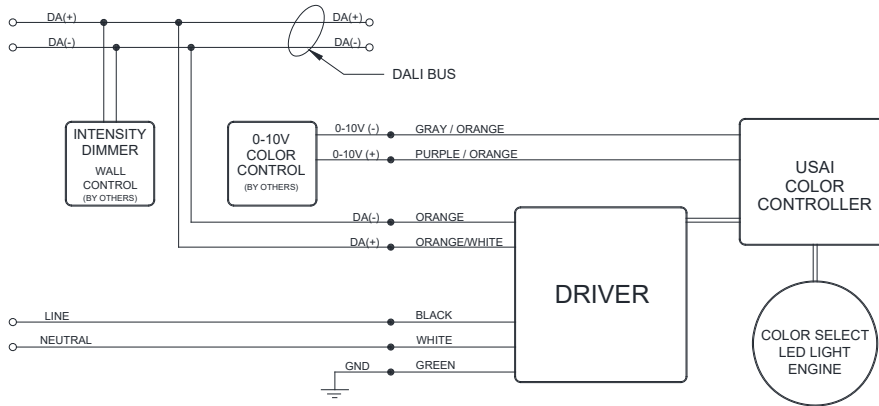 DA(+)
DA(+)
DA(-)
DA(-)
DALI BUS
INTENSITY
DIMMER
WALL
CONTROL
(BY OTHERS)
0-10V
COLOR
CONTROL
(BY OTHERS)
0-10V (-)
GRAY / ORANGE
0-10V (+)
PURPLE / ORANGE
USAI
COLOR
CONTROLLER
DA(-)
ORANGE
DA(+)
ORANGE/WHITE
DRIVER
LINE
BLACK
NEUTRAL
WHITE
GND
GREEN
COLOR SELECT
LED LIGHT
ENGINE